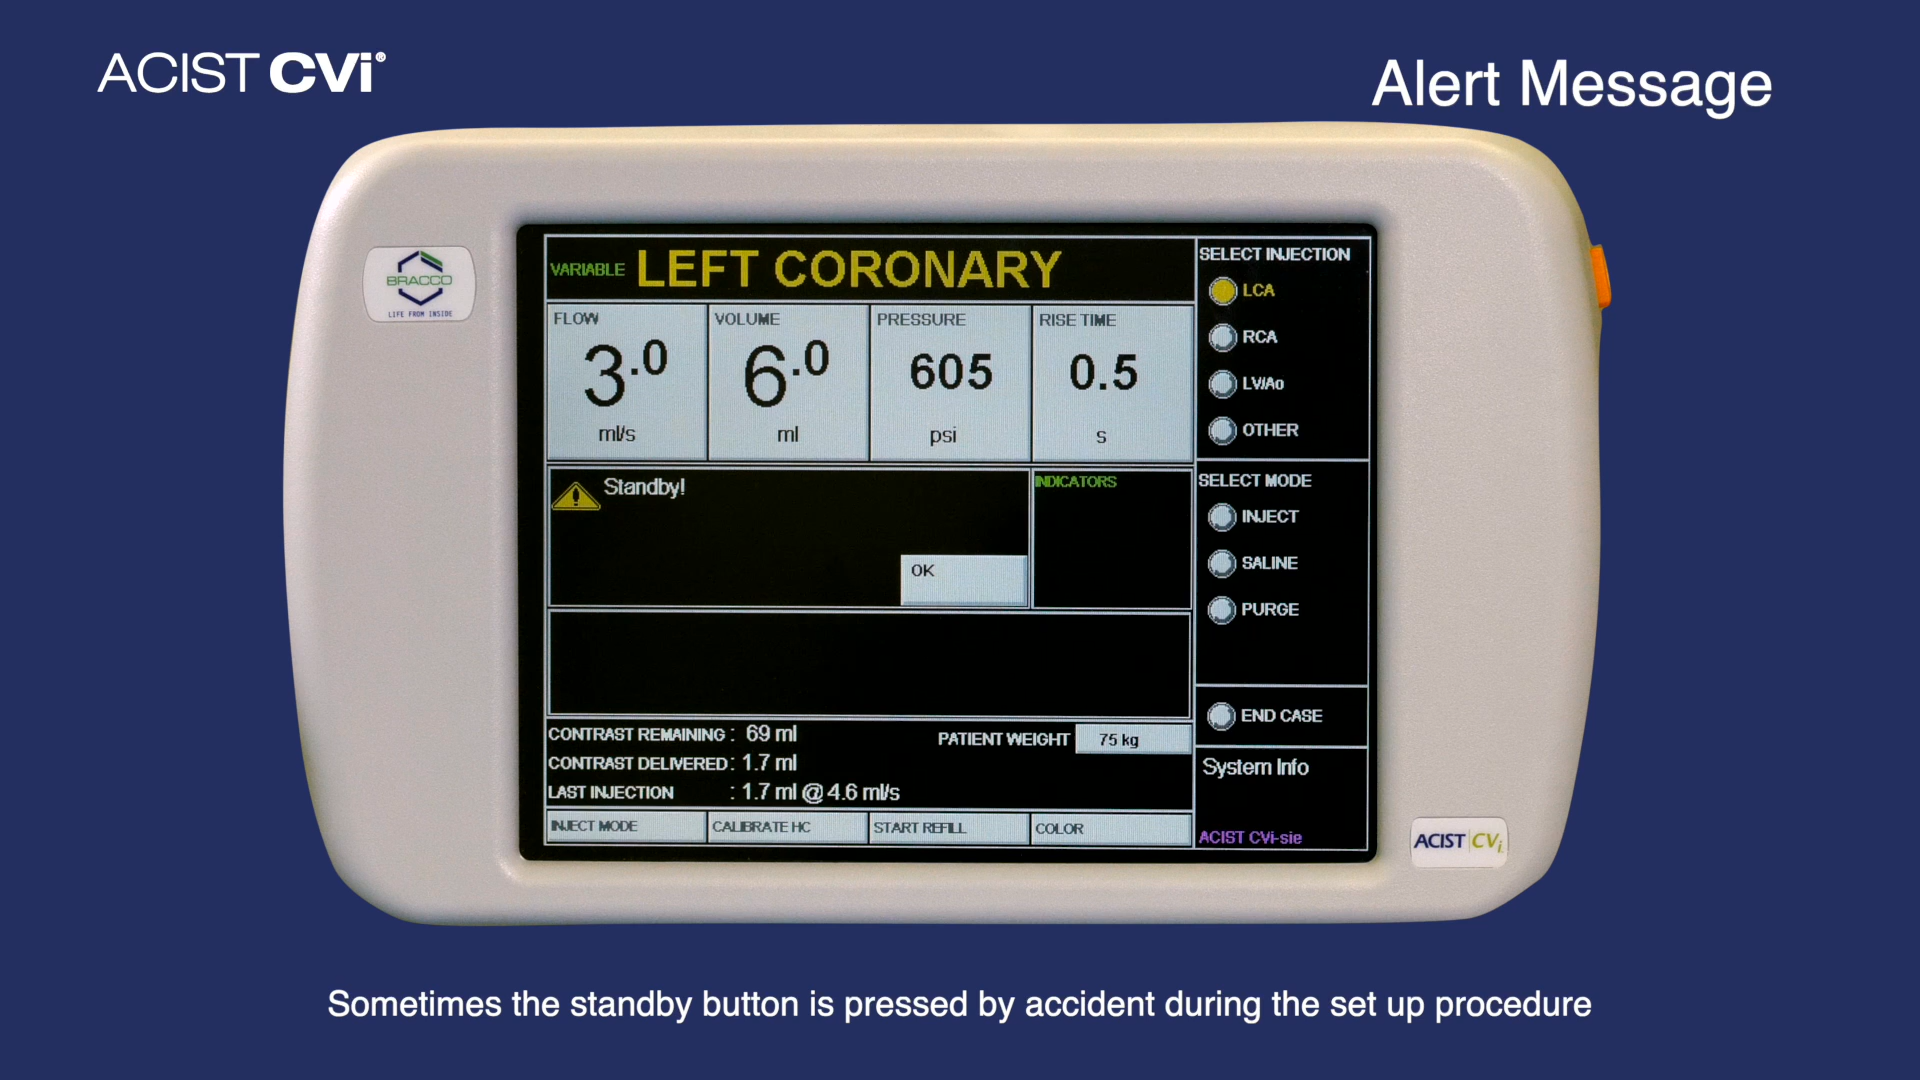 ACIST CVi®
Alert Message
BRACCO
LIFE FROM INSIDE
VARIABLE LEFT CORONARY
FLOW
3.0
ml/s
VOLUME
6.0
ml
PRESSURE
605
psi
RISE TIME
0.5
s
Standby!
OK
INDICATORS
CONTRAST REMAINING : 69 ml
CONTRAST DELIVERED : 1.7 ml
LAST INJECTION : 1.7 ml @ 4.6 ml/s
PATIENT WEIGHT 75 kg
INJECT MODE
CALIBRATE HC
START REFILL
COLOR
SELECT INJECTION
LCA
RCA
LV/Ao
OTHER
SELECT MODE
INJECT
SALINE
PURGE
END CASE
System Info
ACIST CVi-sie
ACIST CVi
Sometimes the standby button is pressed by accident during the set up procedure